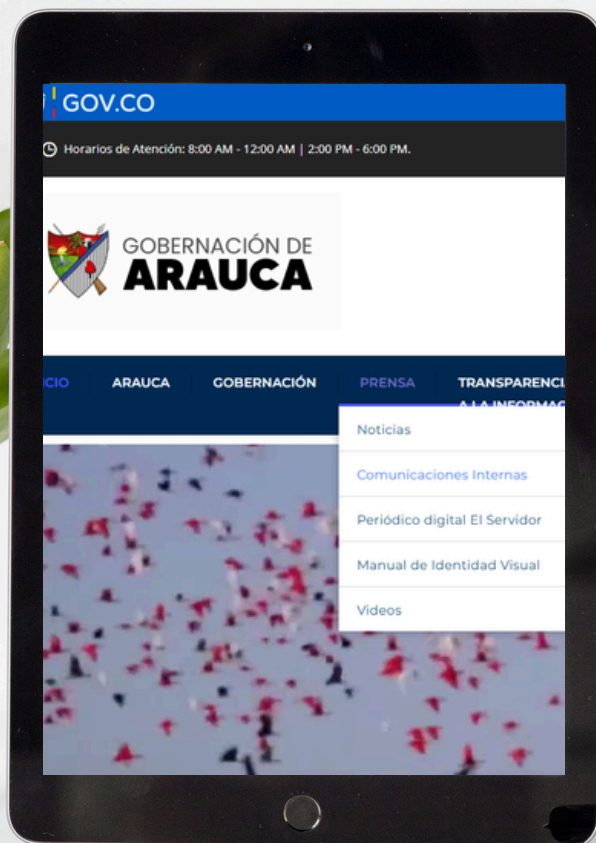 GOV.CO
Horarios de Atención: 8:00 AM - 12:00 AM | 2:00 PM - 6:00 PM.
GOBERNACIÓN DE
ARAUCA
ARAUCA GOBERNACIÓN PRENSA
Noticias
Comunicaciones Internas
Periódico digital El Servidor
Manual de Identidad Visual
Videos